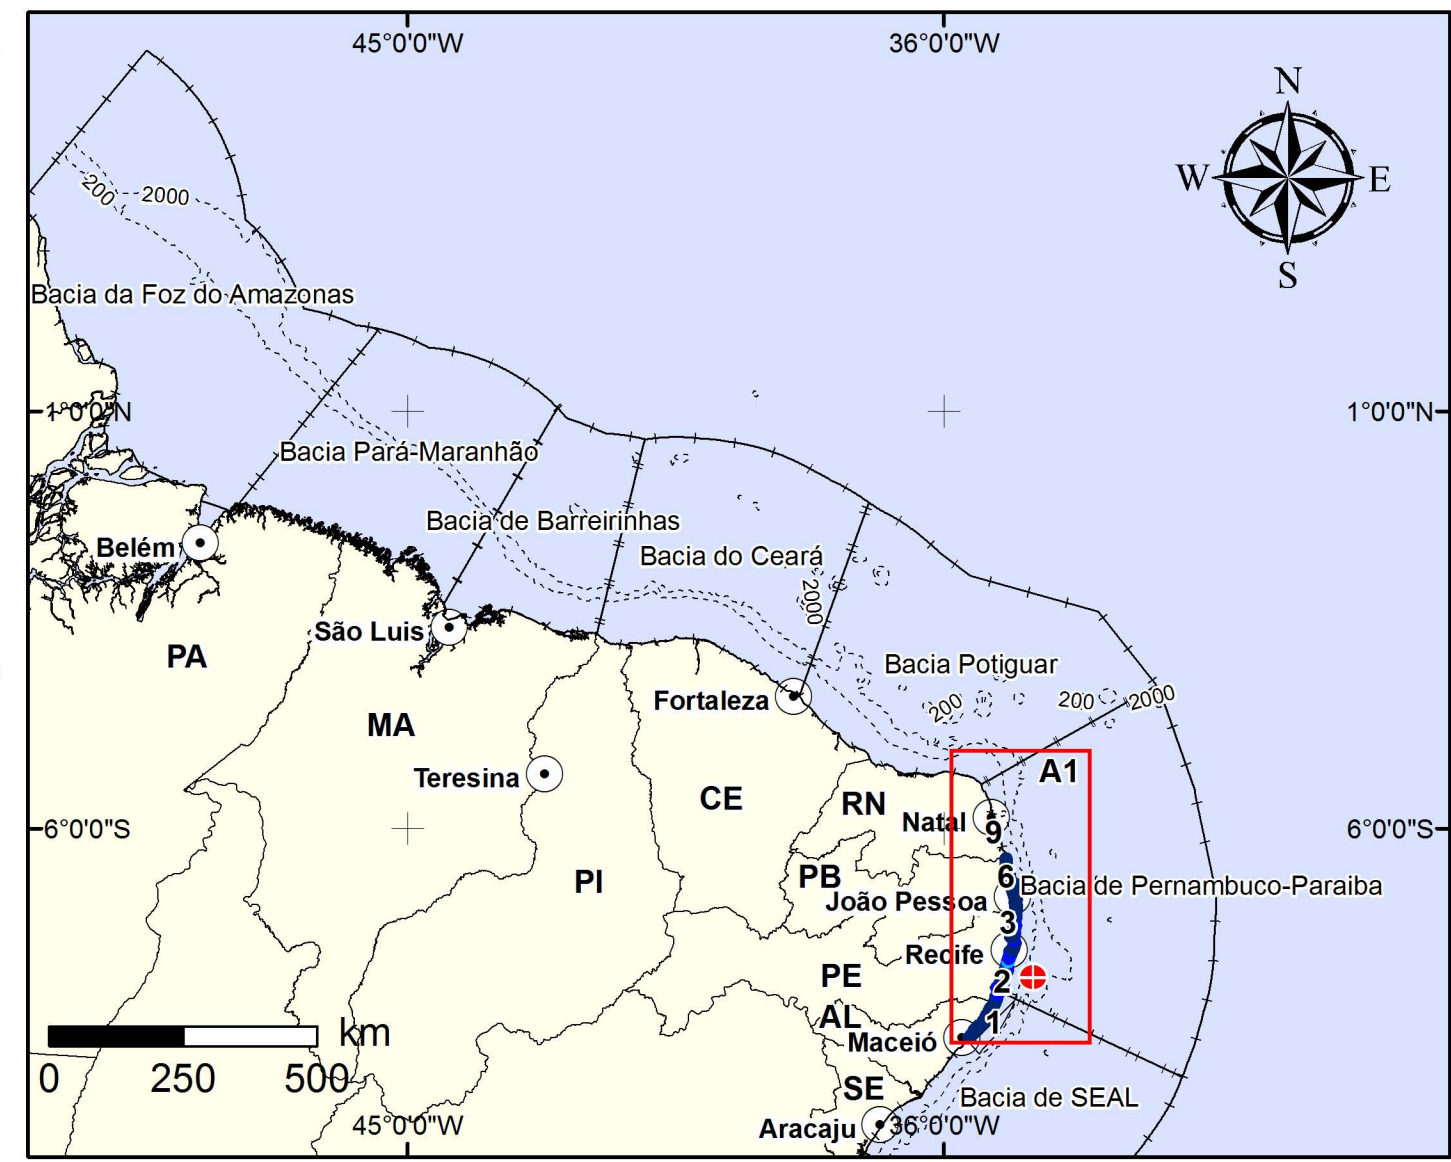 45°0'0"W
36°0'0"W
N
W
E
S
200
2000
Bacia da Foz do Amazonas
1°0'0"N
1°0'0"N
Bacia Pará-Maranhão
Bacia de Barreirinhas
Belém
Bacia do Ceará
2000
São Luis
PA
Bacia Potiguar
Fortaleza
200
200
2000
MA
A1
Teresina
CE
RN
Natal
9
6°0'0"S
6°0'0"S
PI
PB
6
Bacia de Pernambuco-Paraiba
João Pessoa
3
Recife
PE
2
AL
1
Maceió
km
0
250
500
SE
Bacia de SEAL
45°0'0"W
Aracaju
36°0'0"W